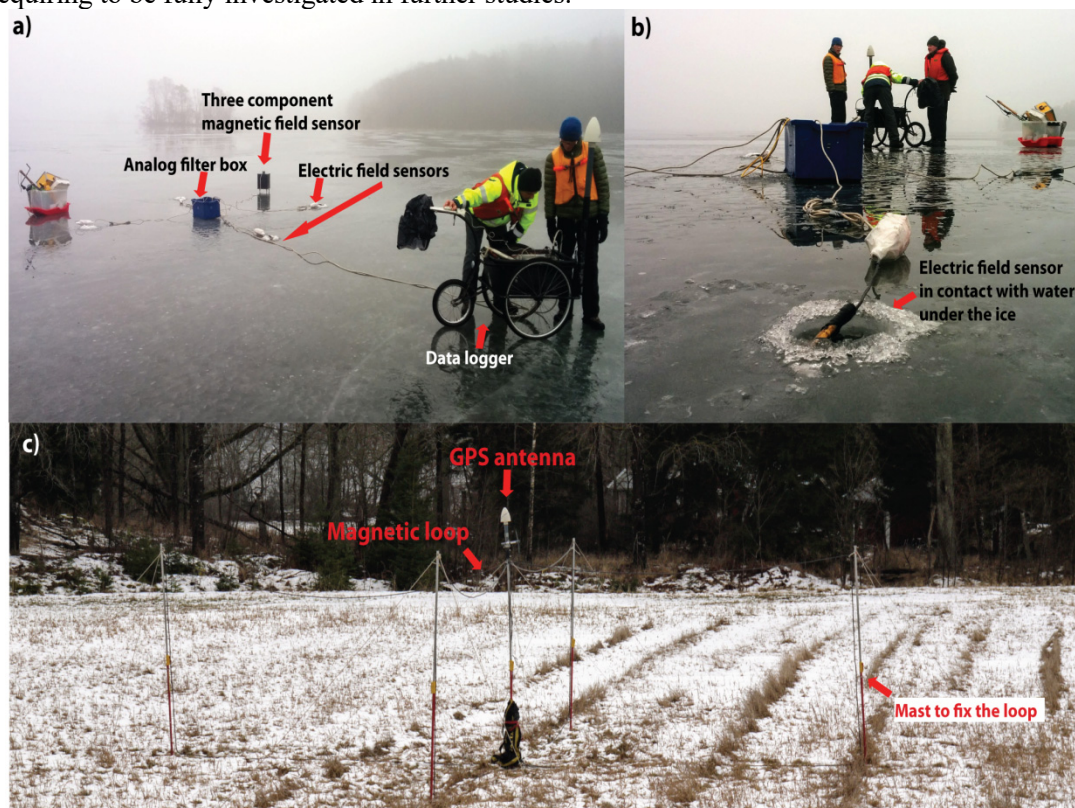 equiring to be fully investigated in further studies.
a)
Three component
magnetic field sensor
Analog filter box
Electric field sensors
Data logger
b)
Electric field sensor
in contact with water
under the ice
c)
GPS antenna
Magnetic loop
Mast to fix the loop